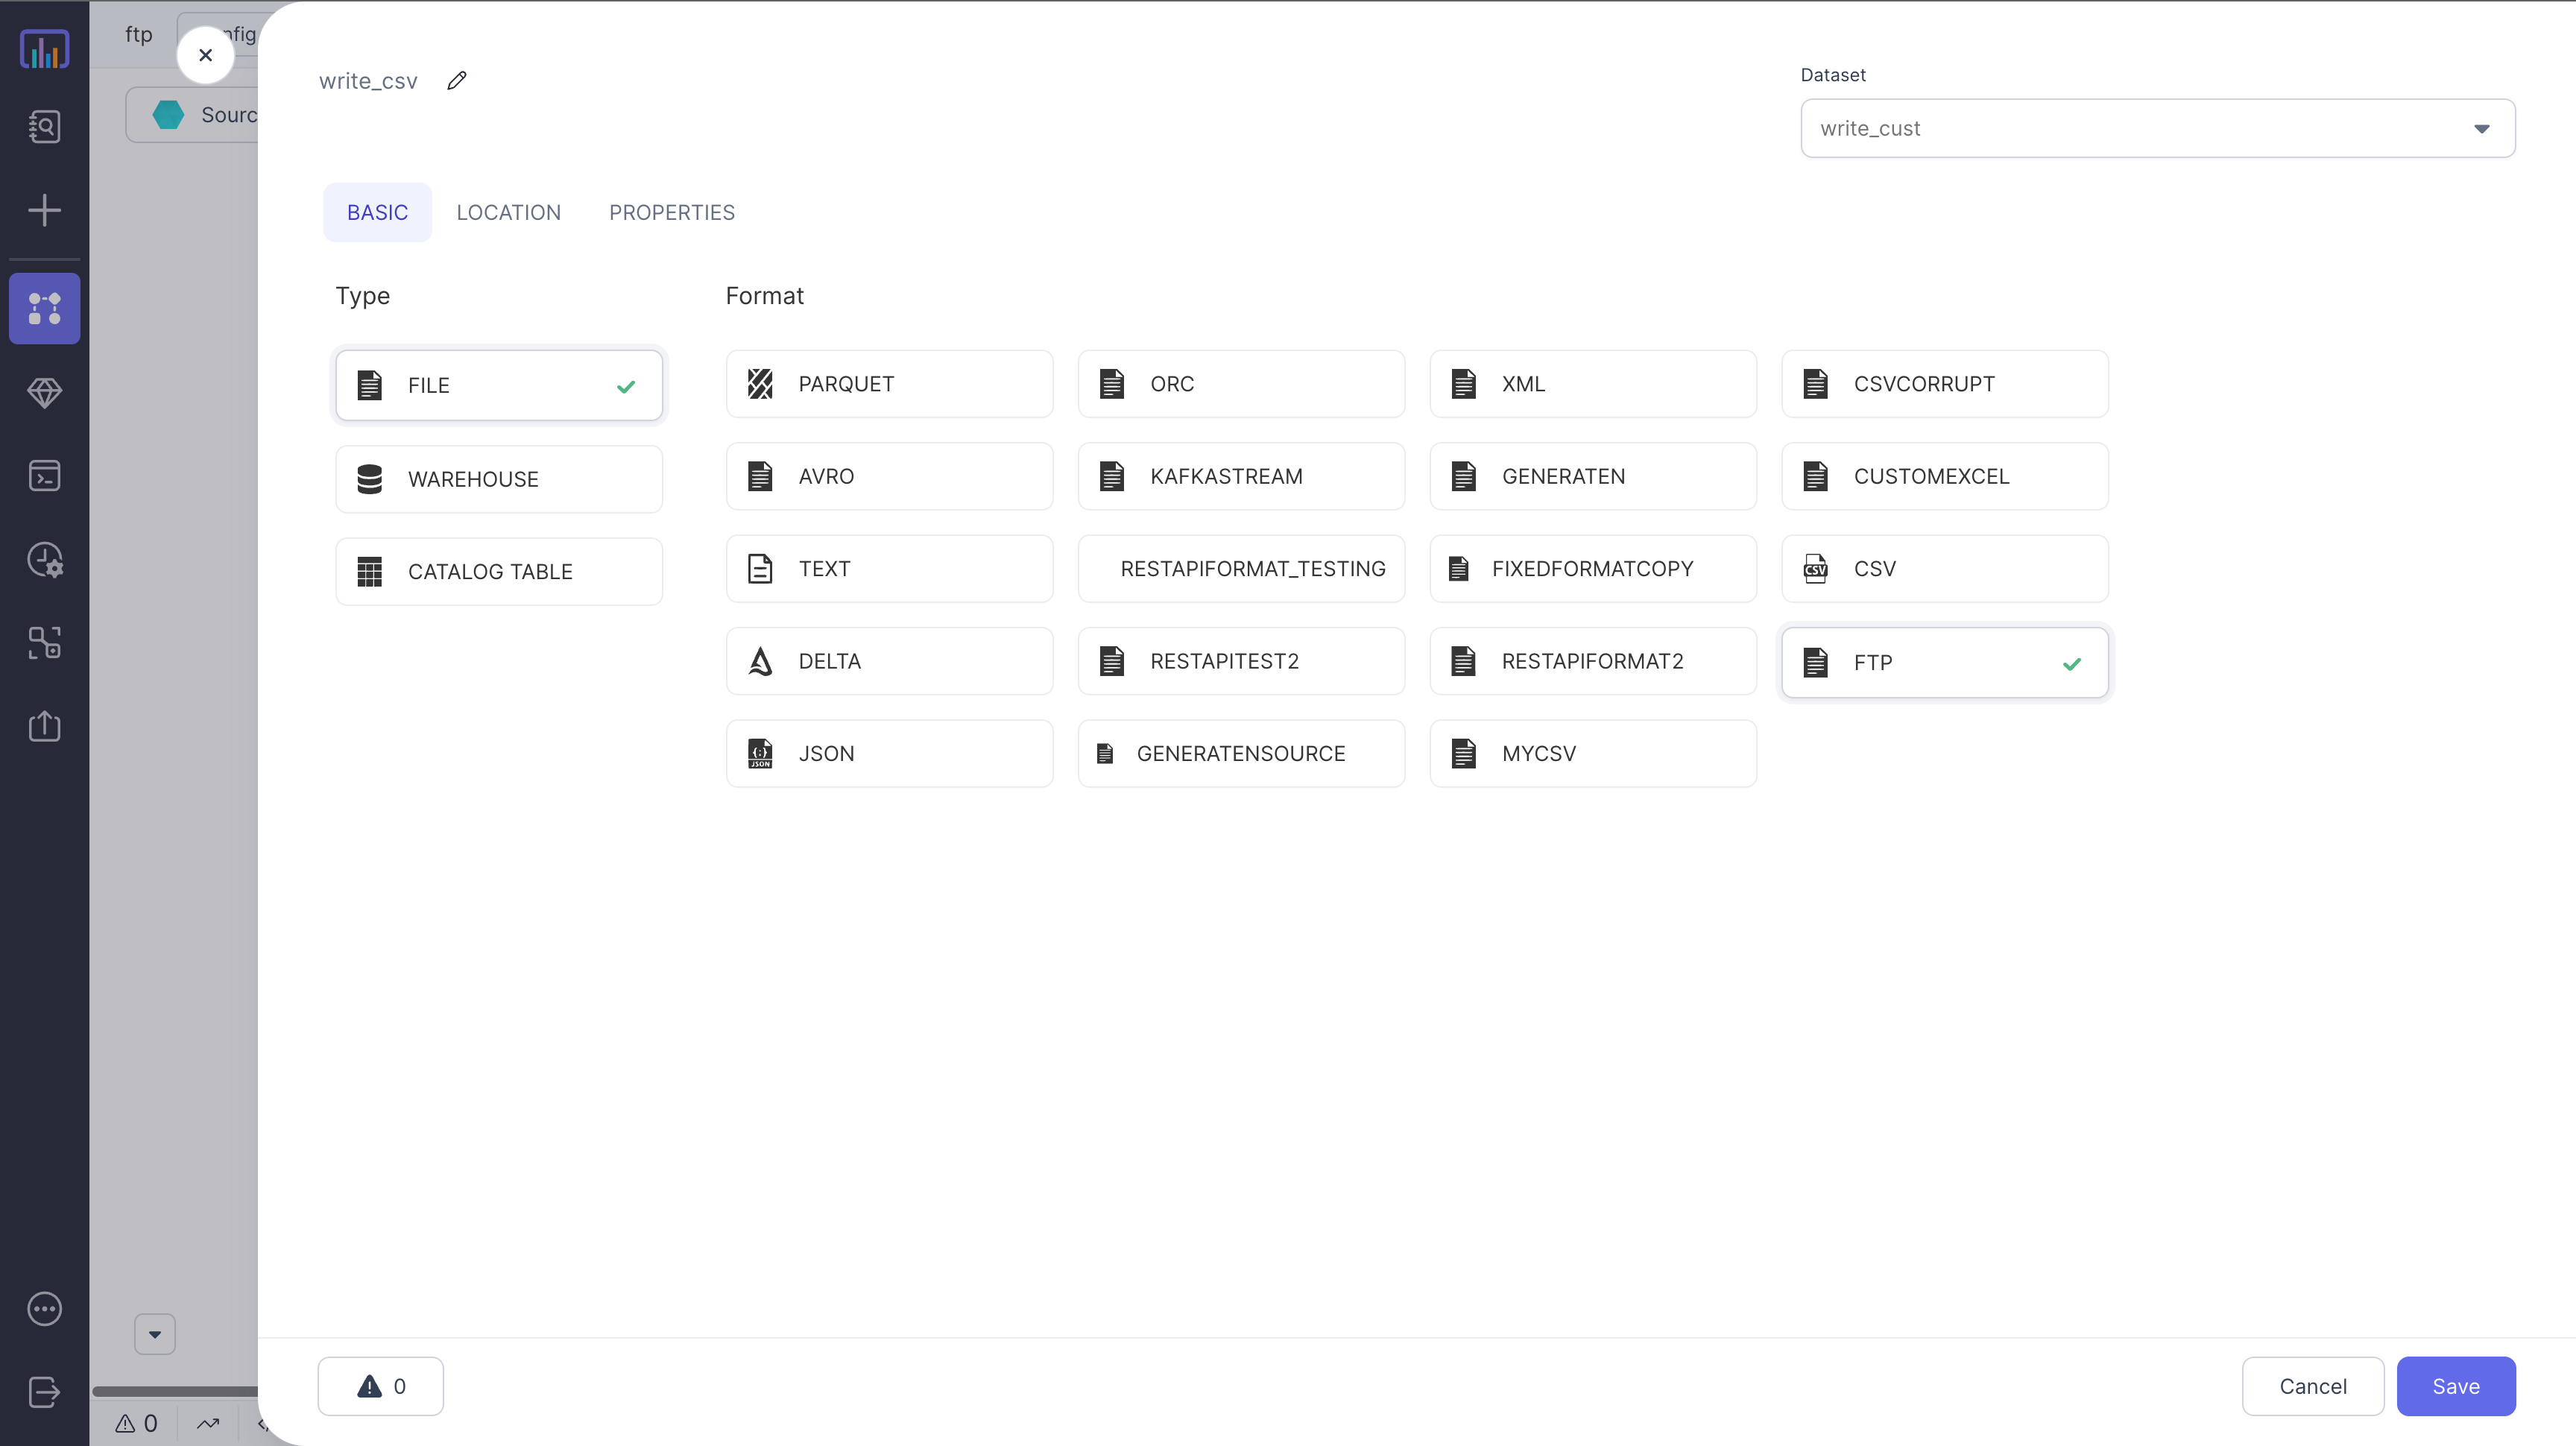 ftp
nfig
Sourc
write_csv
Dataset
write_cust
BASIC LOCATION PROPERTIES
Type
Format
FILE
WAREHOUSE
CATALOG TABLE
PARQUET ORC XML CSVCORRUPT
AVRO KAFKASTREAM GENERATEN CUSTOMEXCEL
TEXT RESTAPIFORMAT_TESTING FIXEDFORMATCOPY CSV CSV
DELTA RESTAPITEST2 RESTAPIFORMAT2 FTP
JSON JSON GENERATENSOURCE MYCSV
0
Cancel Save
0